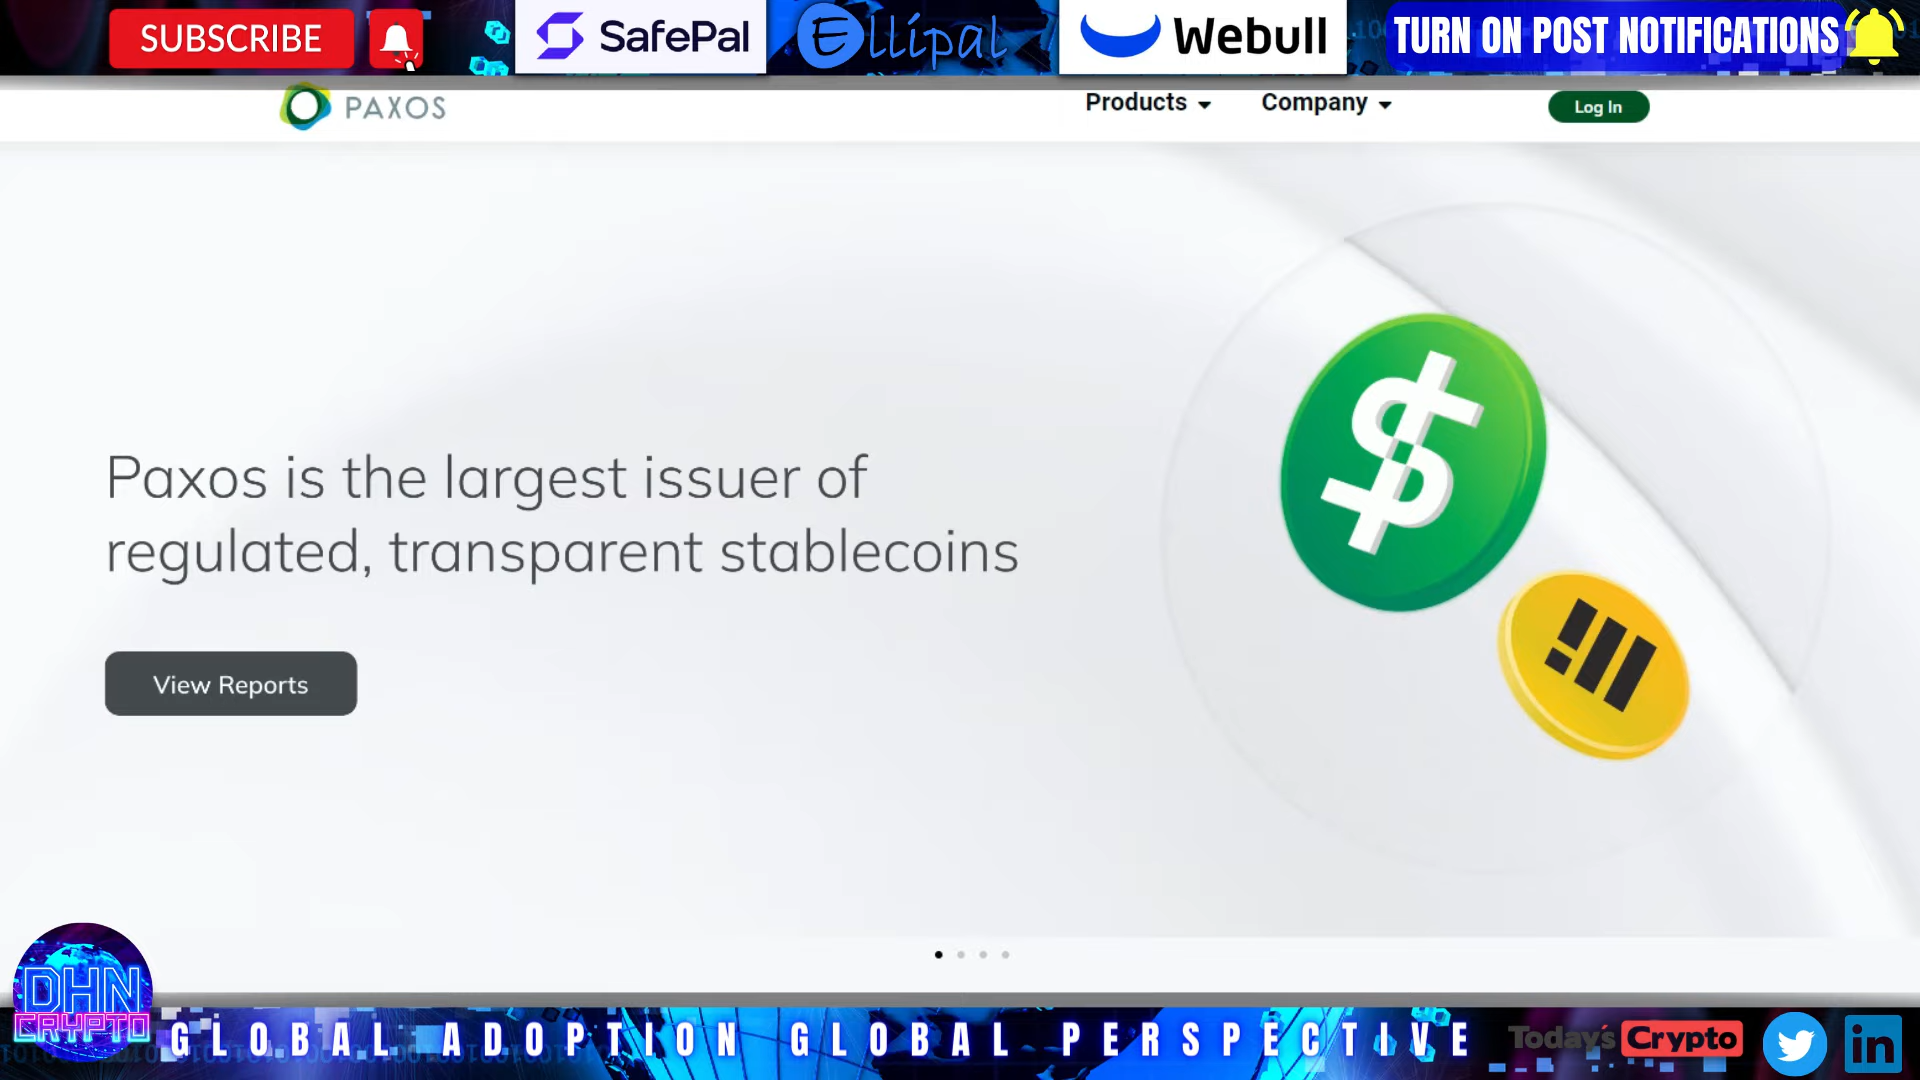 SUBSCRIBE
SafePal
Ellipal
Webull
TURN ON POST NOTIFICATIONS
PAXOS
Products
Company
Log In
Paxos is the largest issuer of
regulated, transparent stablecoins
View Reports
DHN
CRYPTO
GLOBAL ADOPTION GLOBAL PERSPECTIVE
Today's Crypto
in